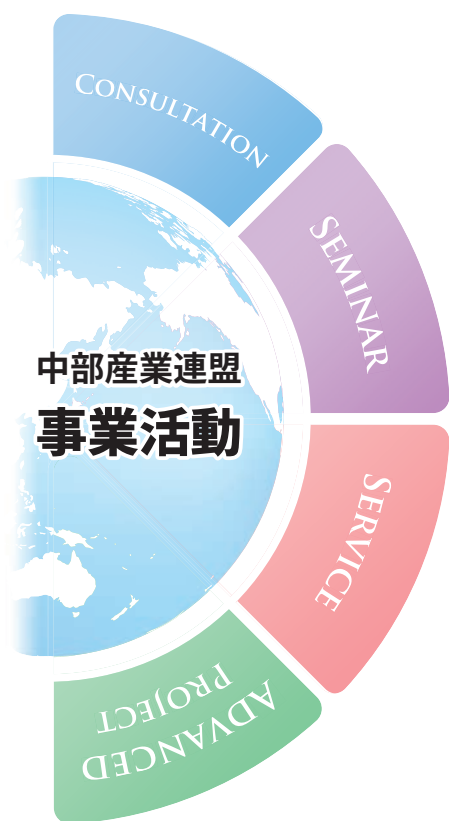 CONSULTATION
SEMINAR
中部産業連盟
事業活動
SERVICE
ADVANCED
PROJECT